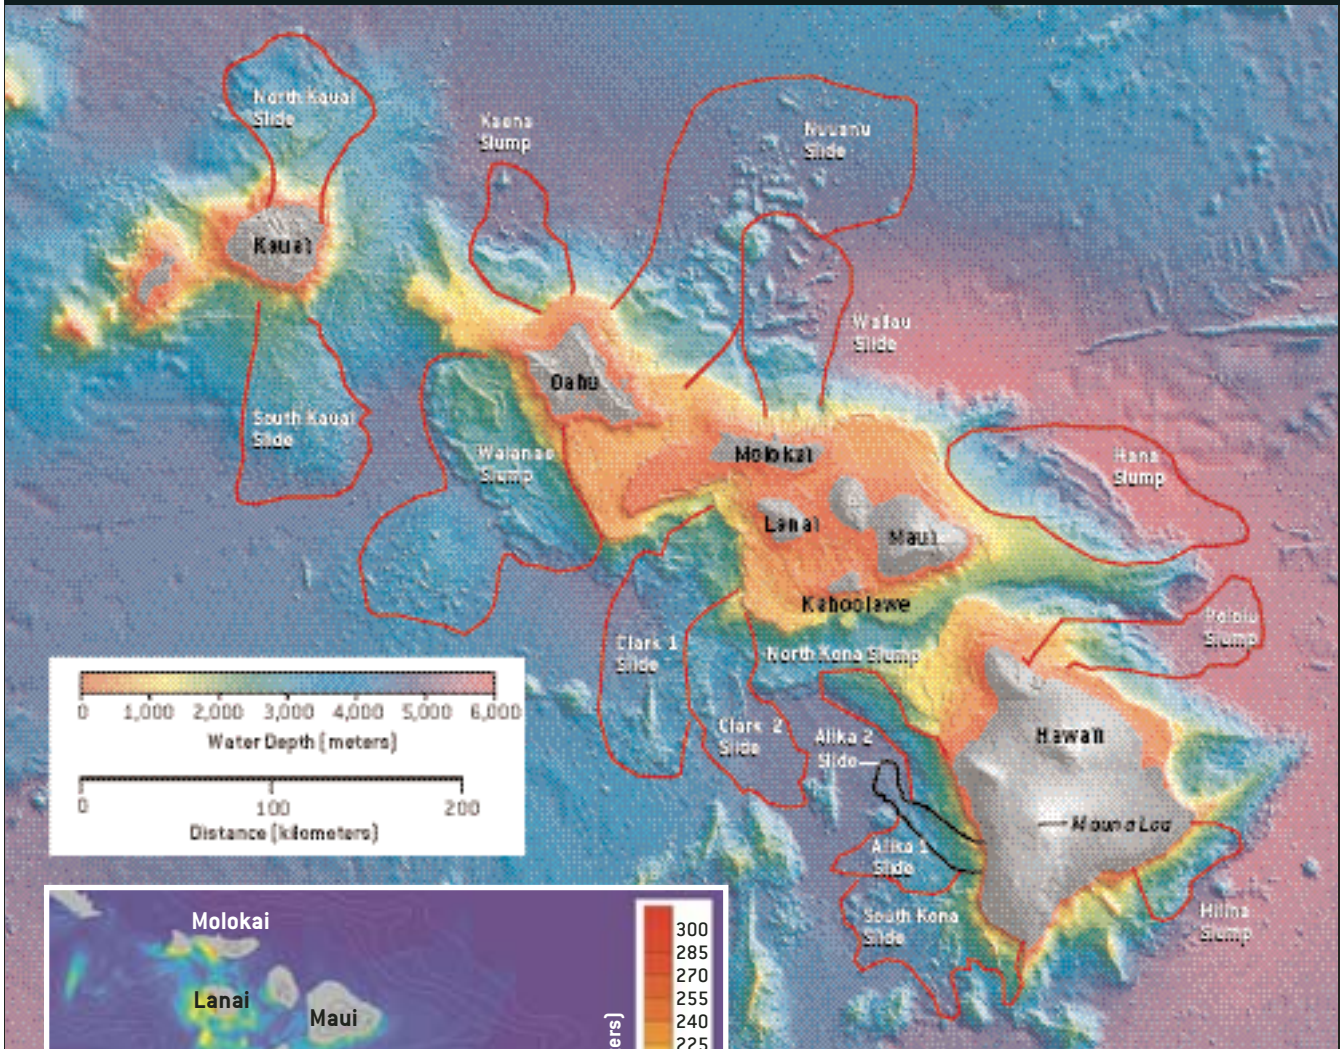 North Kauai
Slide
Kaena
Slump
Nuuanu
Slide
Kauai
Wailau
Slide
Oahu
South Kauai
Slide
Waianae
Slump
Molokai
Hana
Slump
Lanai
Maui
Kahoolawe
Pololu
Slump
Clark 1
Slide
North Kona Slump
Clark 2
Slide
Alika 2
Slide
Hawaii
Mauna Loa
Alika 1
Slide
South Kona
Slide
Hilina
Slump
0 1,000 2,000 3,000 4,000 5,000 6,000
Water Depth (meters)
0 100 200
Distance (kilometers)
Molokai
Lanai
Maui
300
285
270
255
240
225
ers)